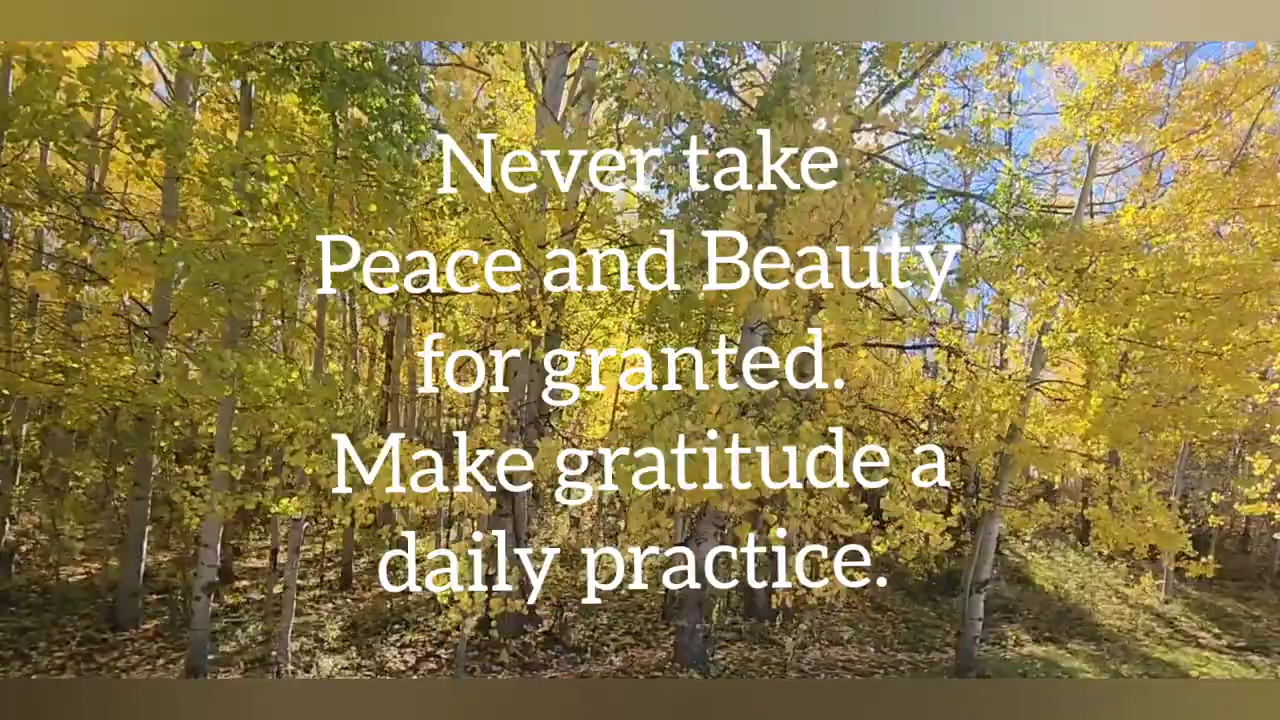 Never take
Peace and Beauty
for granted.
Make gratitude a
daily practice.